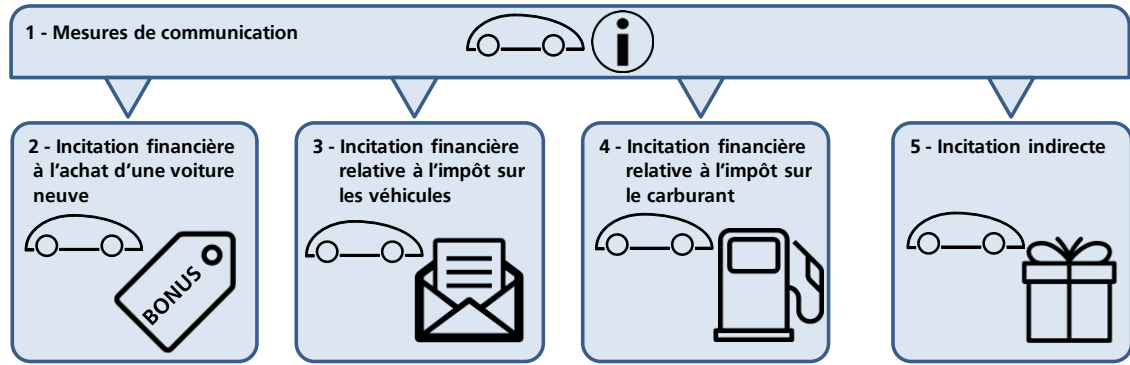 1 - Mesures de communication
2 - Incitation financière
à l'achat d'une voiture
neuve
BONUS
3 - Incitation financière
relative à l'impôt sur
les véhicules
4 - Incitation financière
relative à l'impôt sur
le carburant
5 - Incitation indirecte